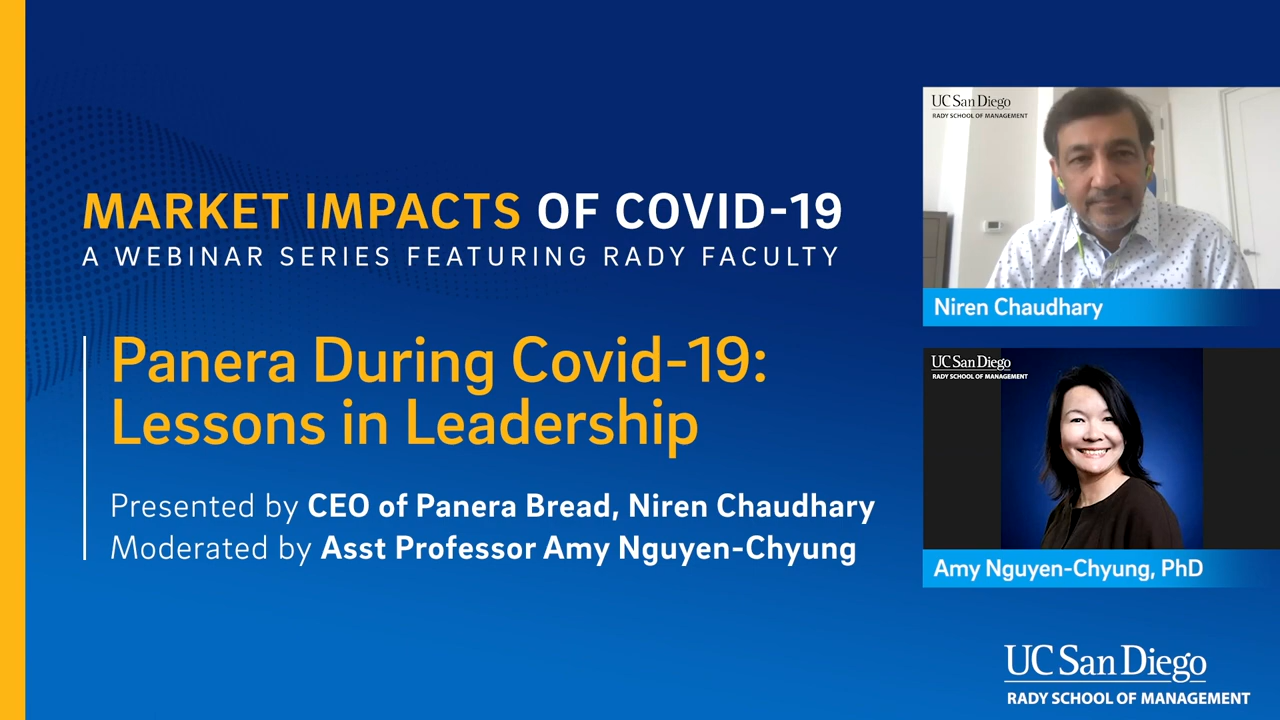 MARKET IMPACTS OF COVID-19
A WEBINAR SERIES FEATURING RADY FACULTY
Panera During Covid-19:
Lessons in Leadership
Presented by CEO of Panera Bread, Niren Chaudhary
Moderated by Asst Professor Amy Nguyen-Chyung
UC San Diego
RADY SCHOOL OF MANAGEMENT
Niren Chaudhary
UC San Diego
RADY SCHOOL OF MANAGEMENT
Amy Nguyen-Chyung, PhD
UC San Diego
RADY SCHOOL OF MANAGEMENT